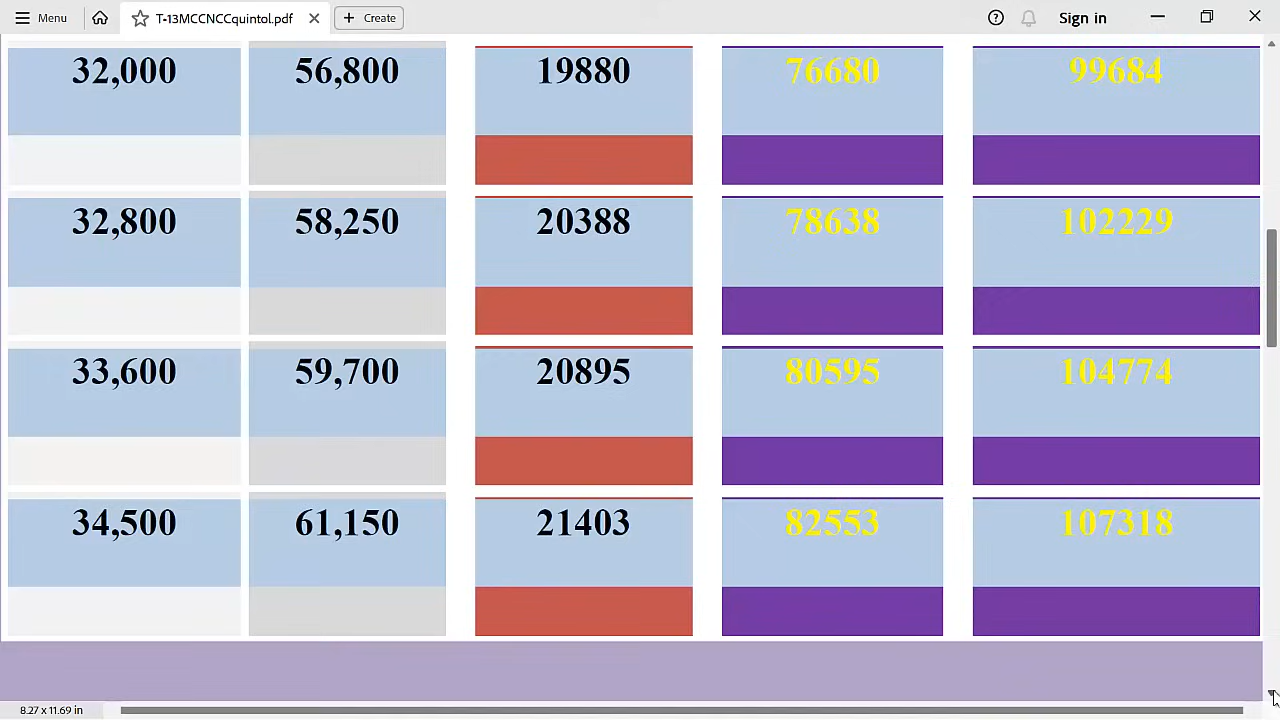 Menu T-13MCCNCCquintol.pdf Create Sign in
32,000 56,800 19880 76680 99684
32,800 58,250 20388 78638 102229
33,600 59,700 20895 80595 104774
34,500 61,150 21403 82553 107318
8.27 x 11.69 in